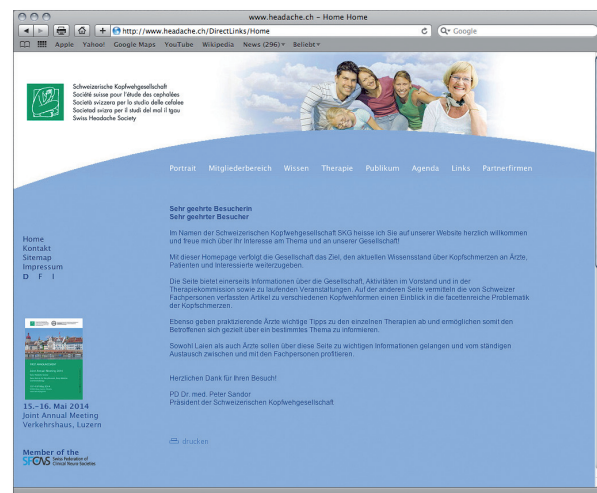 www.headache.ch – Home Home
http://www.headache.ch/DirectLinks/Home
Google
Apple Yahoo! Google Maps YouTube Wikipedia News (296) Beliebt
Schweizerische Kopfwehgesellschaft
Société suisse pour l'étude des cephalées
Società svizzera per lo studio delle cefalee
Societad svizra per il studi del mal il tgau
Swiss Headache Society
Portrait Mitgliederbereich Wissen Therapie Publikum Agenda Links Partnerfirmen
Home
Kontakt
Sitemap
Impressum
D F I
15.–16. Mai 2014
Joint Annual Meeting
Verkehrshaus, Luzern
Member of the
SFCNS Swiss Federation of
Clinical Neuro-Societies
Sehr geehrte Besucherin
Sehr geehrter Besucher
Im Namen der Schweizerischen Kopfwehgesellschaft SKG heisse ich Sie auf unserer Website herzlich willkommen
und freue mich über Ihr Interesse am Thema und an unserer Gesellschaft!
Mit dieser Homepage verfolgt die Gesellschaft das Ziel, den aktuellen Wissensstand über Kopfschmerzen an Ärzte,
Patienten und Interessierte weiterzugeben.
Die Seite bietet einerseits Informationen über die Gesellschaft, Aktivitäten im Vorstand und in der
Therapiekommission sowie zu laufenden Veranstaltungen. Auf der anderen Seite vermitteln die von Schweizer
Fachpersonen verfassten Artikel zu verschiedenen Kopfwehformen einen Einblick in die facettenreiche Problematik
der Kopfschmerzen.
Ebenso geben praktizierende Ärzte wichtige Tipps zu den einzelnen Therapien ab und ermöglichen somit den
Betroffenen sich gezielt über ein bestimmtes Thema zu informieren.
Sowohl Laien als auch Ärzte sollen über diese Seite zu wichtigen Informationen gelangen und vom ständigen
Austausch zwischen und mit den Fachpersonen profitieren.
Herzlichen Dank für Ihren Besuch!
PD Dr. med. Peter Sandor
Präsident der Schweizerischen Kopfwehgesellschaft
drucken